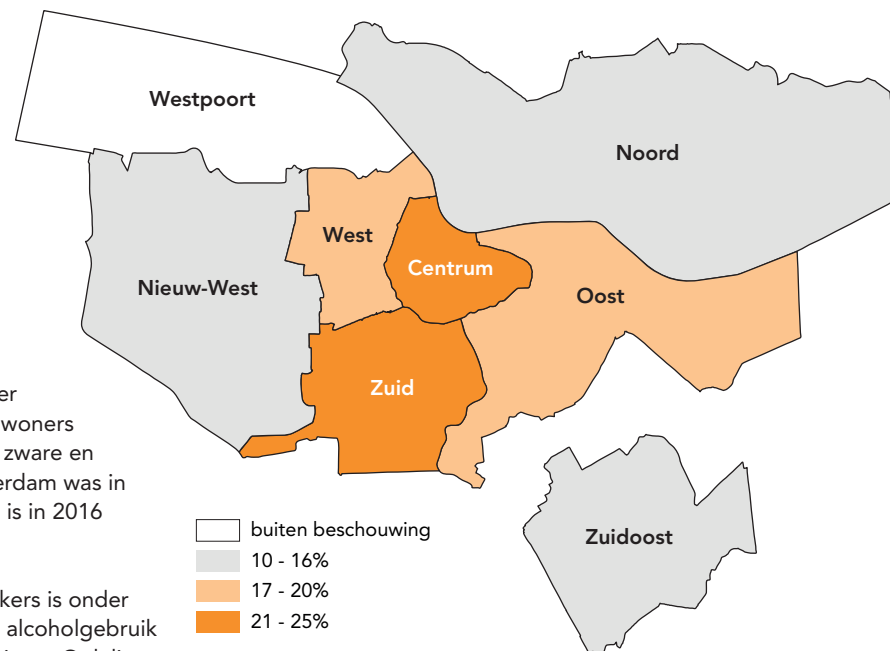 Westpoort
Noord
West
Centrum
Nieuw-West
Oost
Zuid
woners
zware en
erdam was in
is in 2016
kers is onder
alcoholgebruik
buiten beschouwing
10 - 16%
17 - 20%
21 - 25%
Zuidoost